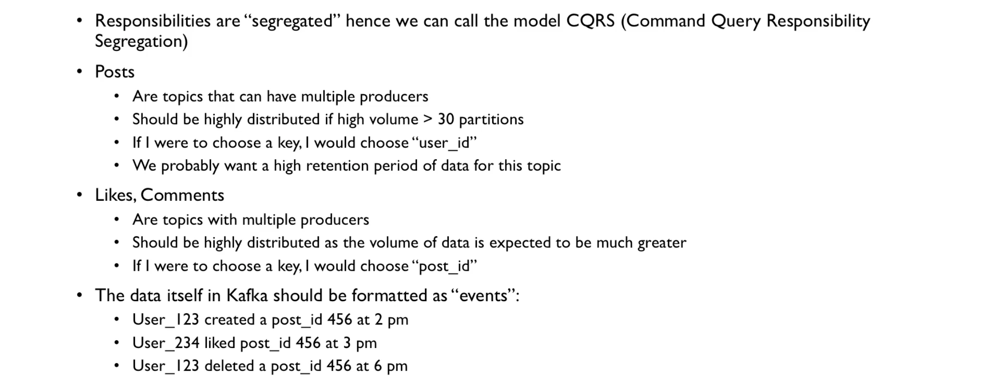 • Responsibilities are “segregated” hence we can call the model CQRS (Command Query Responsibility
Segregation)
• Posts
• Are topics that can have multiple producers
• Should be highly distributed if high volume > 30 partitions
• If I were to choose a key, I would choose “user_id”
• We probably want a high retention period of data for this topic
• Likes, Comments
• Are topics with multiple producers
• Should be highly distributed as the volume of data is expected to be much greater
• If I were to choose a key, I would choose “post_id”
• The data itself in Kafka should be formatted as “events”:
• User_123 created a post_id 456 at 2 pm
• User_234 liked post_id 456 at 3 pm
• User_123 deleted a post_id 456 at 6 pm